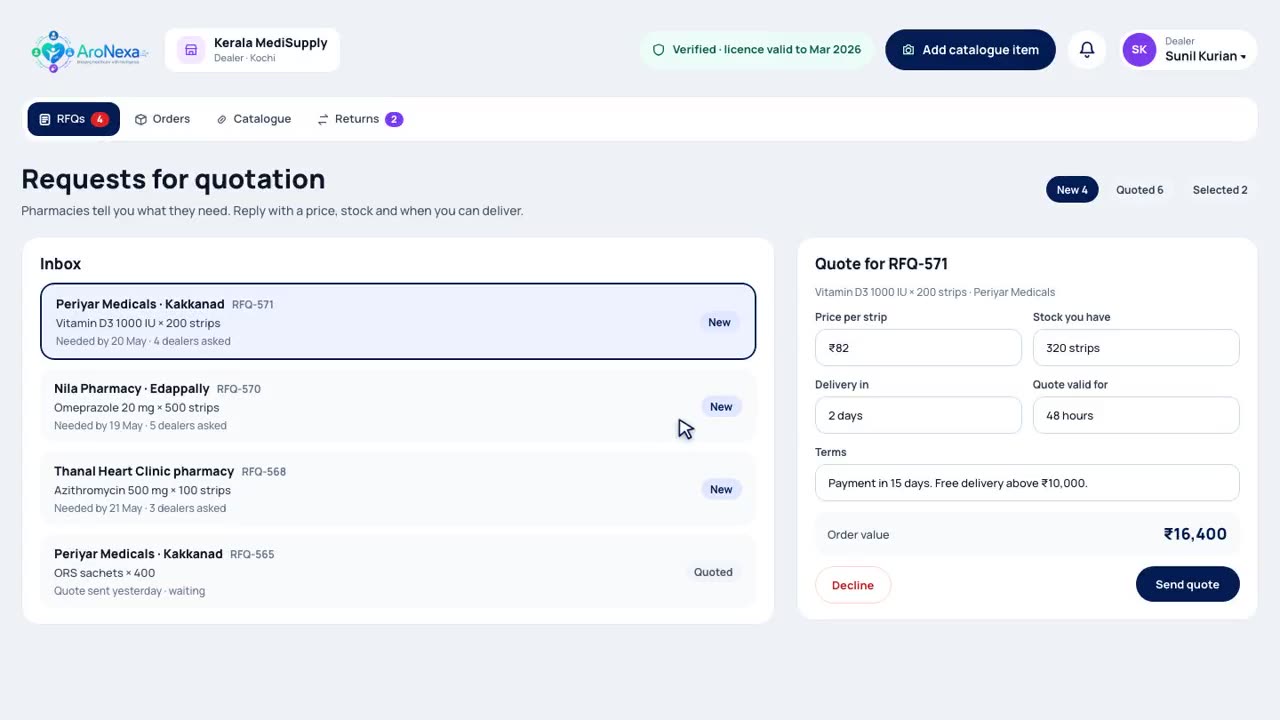 AroNexa
Kerala MediSupply
Dealer · Kochi
Verified · licence valid to Mar 2026
Add catalogue item
SK
Dealer
Sunil Kurian
RFQs 4
Orders
Catalogue
Returns 2
Requests for quotation
Pharmacies tell you what they need. Reply with a price, stock and when you can deliver.
New 4
Quoted 6
Selected 2
Inbox
Periyar Medicals · Kakkanad RFQ-571
Vitamin D3 1000 IU × 200 strips
Needed by 20 May · 4 dealers asked
New
Nila Pharmacy · Edappally RFQ-570
Omeprazole 20 mg × 500 strips
Needed by 19 May · 5 dealers asked
New
Thanal Heart Clinic pharmacy RFQ-568
Azithromycin 500 mg × 100 strips
Needed by 21 May · 3 dealers asked
New
Periyar Medicals · Kakkanad RFQ-565
ORS sachets × 400
Quote sent yesterday · waiting
Quoted
Quote for RFQ-571
Vitamin D3 1000 IU × 200 strips · Periyar Medicals
Price per strip
₹82
Stock you have
320 strips
Delivery in
2 days
Quote valid for
48 hours
Terms
Payment in 15 days. Free delivery above ₹10,000.
Order value
₹16,400
Decline
Send quote